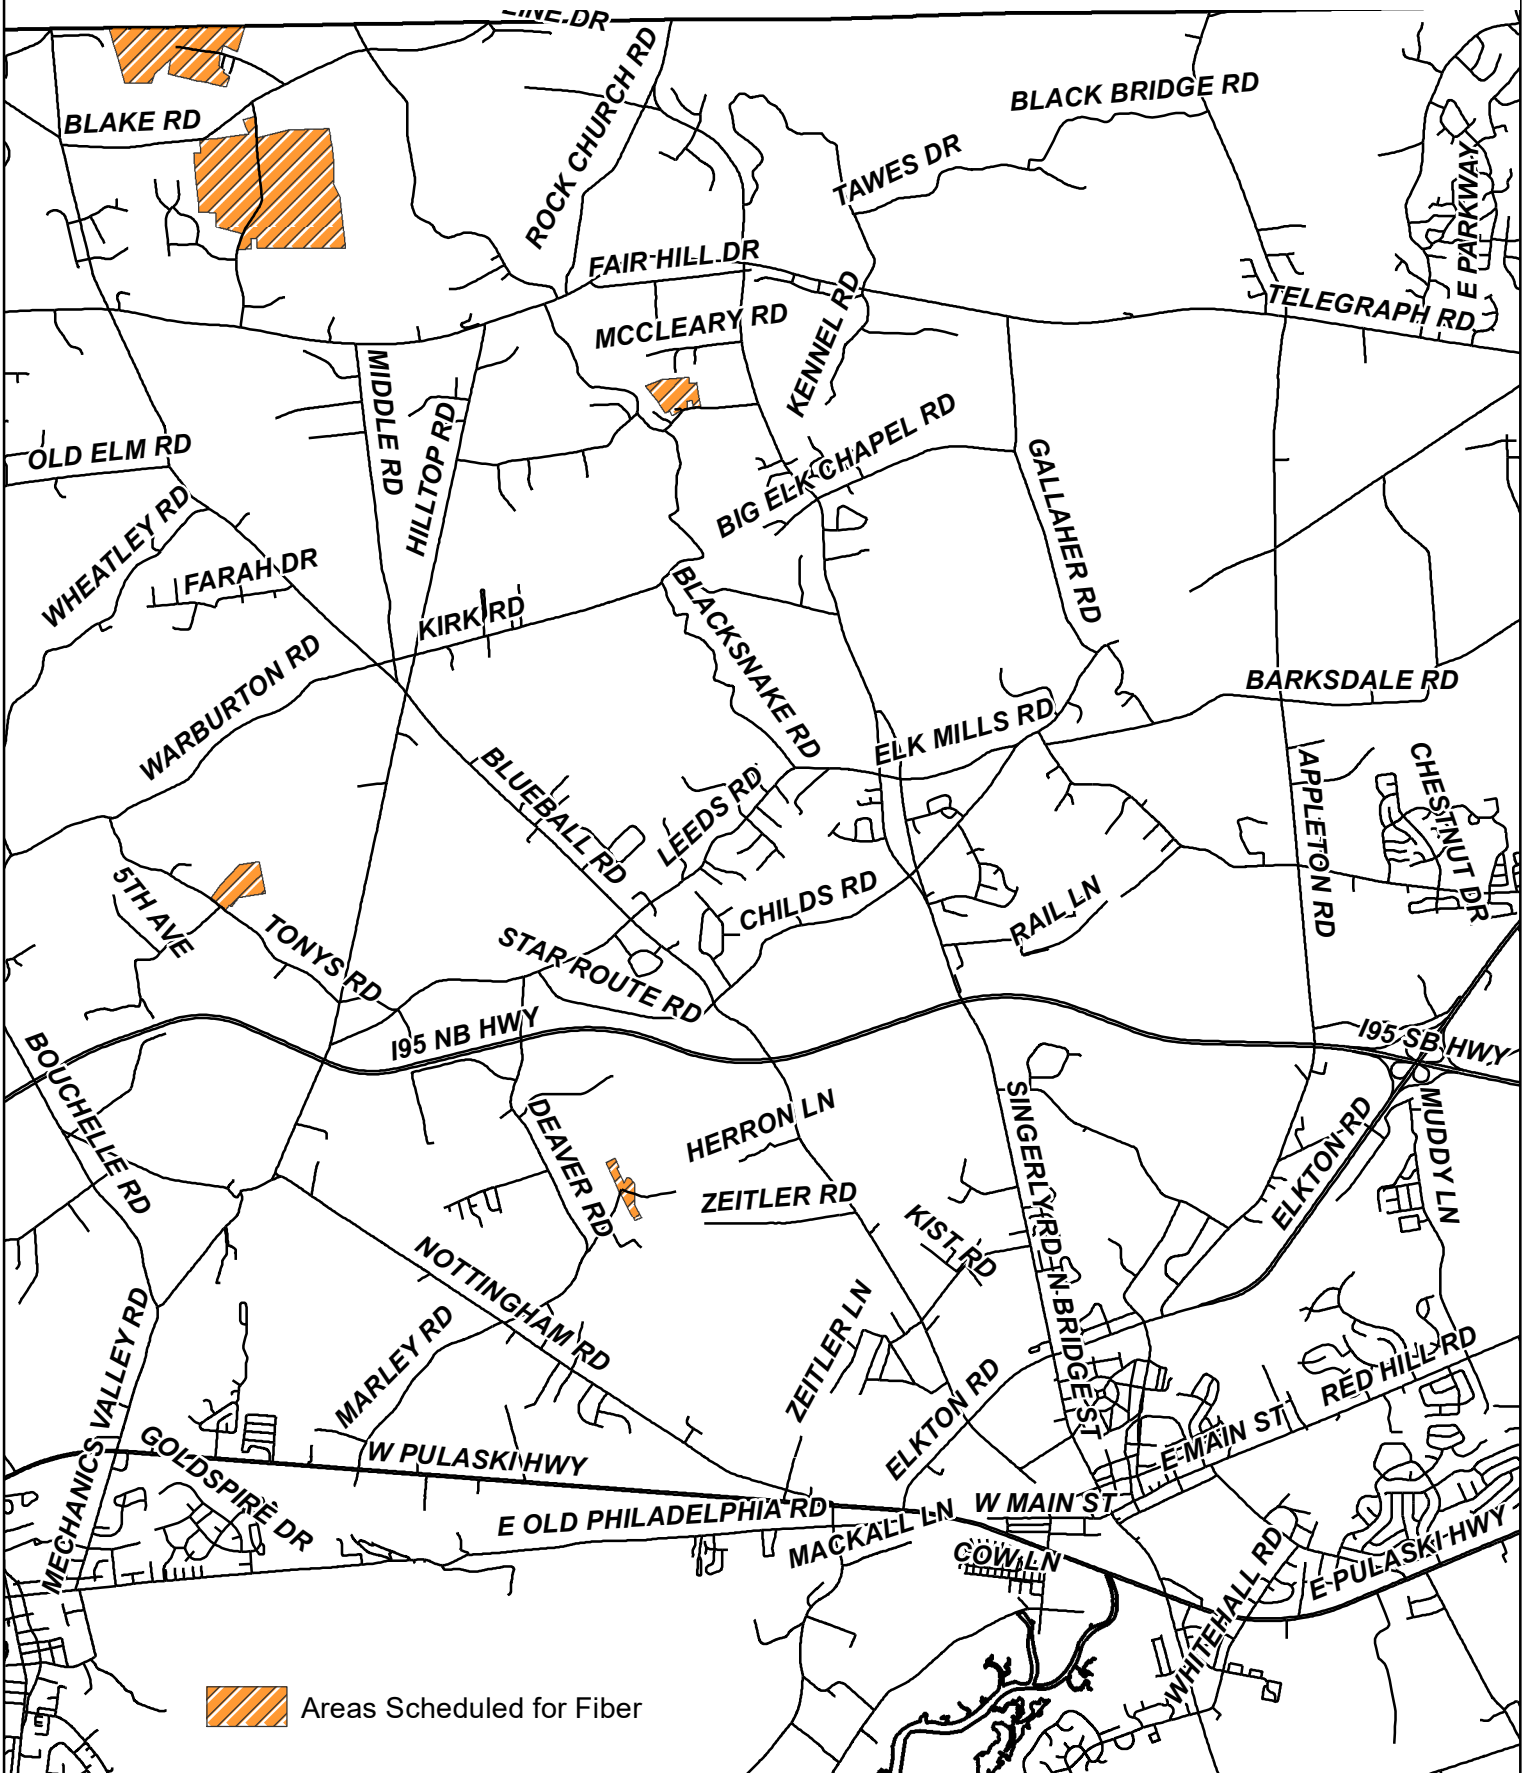 LINE DR
ROCK CHURCH RD
BLACK BRIDGE RD
BLAKE RD
TAWES DR
E PARKWAY
FAIR HILL DR
TELEGRAPH RD
MCCLEARY RD
KENNEL RD
MIDDLE RD
HILLTOP RD
OLD ELM RD
BIG ELK CHAPEL RD
GALLAHER RD
WHEATLEY RD
FARAH DR
KIRK RD
BLACKSNAKE RD
WARBURTON RD
BARKSDALE RD
ELK MILLS RD
BLUEBALL RD
LEEDS RD
APPLETON RD
CHESTNUT DR
5TH AVE
TONYS RD
CHILDS RD
RAIL LN
STAR ROUTE RD
I95 NB HWY
I95 SB HWY
BOUCHELLE RD
DEAVER RD
HERRON LN
SINGERLY RD
ELKTON RD
MUDDY LN
ZEITLER RD
KIST RD
NOTTINGHAM RD
N BRIDGE ST
MECHANICS VALLEY RD
MARLEY RD
ZEITLER LN
ELKTON RD
RED HILL RD
GOLDSPIRE DR
W PULASKI HWY
E MAIN ST
E OLD PHILADELPHIA RD
MACKALL LN
W MAIN ST
COW LN
WHITEHALL RD
E PULASKI HWY
Areas Scheduled for Fiber